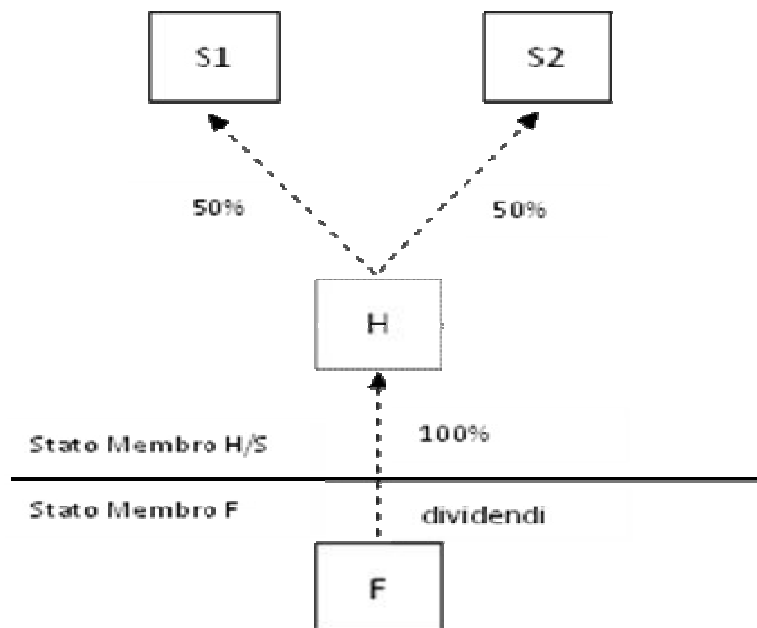 S1
S2
50%
50%
H
100%
Stato Membro H/S
Stato Membro F
dividendi
F